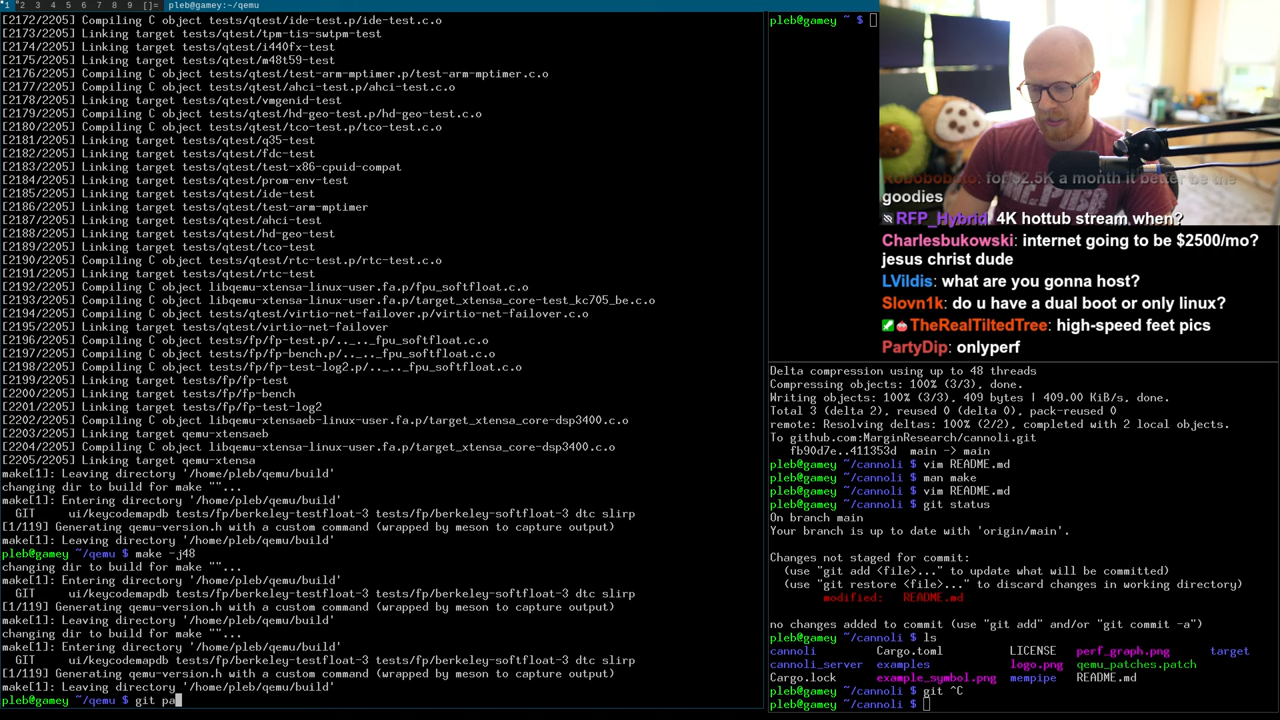 1 2 3 4 5 6 7 8 9 []= pleb@gamey:~/qemu
[2172/2205] Compiling C object tests/qtest/ide-test.p/ide-test.c.o
[2173/2205] Linking target tests/qtest/tpm-tis-swtpm-test
[2174/2205] Linking target tests/qtest/i440fx-test
[2175/2205] Linking target tests/qtest/m48t59-test
[2176/2205] Compiling C object tests/qtest/test-arm-mptimer.p/test-arm-mptimer.c.o
[2177/2205] Compiling C object tests/qtest/ahci-test.p/ahci-test.c.o
[2178/2205] Linking target tests/qtest/vmgenid-test
[2179/2205] Compiling C object tests/qtest/hd-geo-test.p/hd-geo-test.c.o
[2180/2205] Compiling C object tests/qtest/tco-test.p/tco-test.c.o
[2181/2205] Linking target tests/qtest/q35-test
[2182/2205] Linking target tests/qtest/fdc-test
[2183/2205] Linking target tests/qtest/test-x86-cpuid-compat
[2184/2205] Linking target tests/qtest/prom-env-test
[2185/2205] Linking target tests/qtest/ide-test
[2186/2205] Linking target tests/qtest/test-arm-mptimer
[2187/2205] Linking target tests/qtest/ahci-test
[2188/2205] Linking target tests/qtest/hd-geo-test
[2189/2205] Linking target tests/qtest/tco-test
[2190/2205] Compiling C object tests/qtest/rtc-test.p/rtc-test.c.o
[2191/2205] Linking target tests/qtest/rtc-test
[2192/2205] Compiling C object libqemu-xtensa-linux-user.fa.p/fpu_softfloat.c.o
[2193/2205] Compiling C object libqemu-xtensa-linux-user.fa.p/target_xtensa_core-test_kc705_be.c.o
[2194/2205] Compiling C object tests/qtest/virtio-net-failover.p/virtio-net-failover.c.o
[2195/2205] Linking target tests/qtest/virtio-net-failover
[2196/2205] Compiling C object tests/fp/fp-test.p/.._.._fpu_softfloat.c.o
[2197/2205] Compiling C object tests/fp/fp-bench.p/.._.._fpu_softfloat.c.o
[2198/2205] Compiling C object tests/fp/fp-test-log2.p/.._.._fpu_softfloat.c.o
[2199/2205] Linking target tests/fp/fp-test
[2200/2205] Linking target tests/fp/fp-bench
[2201/2205] Linking target tests/fp/fp-test-log2
[2202/2205] Compiling C object libqemu-xtensaeb-linux-user.fa.p/target_xtensa_core-dsp3400.c.o
[2203/2205] Linking target qemu-xtensaeb
[2204/2205] Compiling C object libqemu-xtensa-linux-user.fa.p/target_xtensa_core-dsp3400.c.o
[2205/2205] Linking target qemu-xtensa
make[1]: Leaving directory '/home/pleb/qemu/build'
changing dir to build for make ""...
make[1]: Entering directory '/home/pleb/qemu/build'
GIT ui/keycodemapdb tests/fp/berkeley-testfloat-3 tests/fp/berkeley-softfloat-3 dtc slirp
[1/119] Generating qemu-version.h with a custom command (wrapped by meson to capture output)
make[1]: Leaving directory '/home/pleb/qemu/build'
pleb@gamey ~/qemu $ make -j48
changing dir to build for make ""...
make[1]: Entering directory '/home/pleb/qemu/build'
GIT ui/keycodemapdb tests/fp/berkeley-testfloat-3 tests/fp/berkeley-softfloat-3 dtc slirp
[1/119] Generating qemu-version.h with a custom command (wrapped by meson to capture output)
make[1]: Leaving directory '/home/pleb/qemu/build'
changing dir to build for make ""...
make[1]: Entering directory '/home/pleb/qemu/build'
GIT ui/keycodemapdb tests/fp/berkeley-testfloat-3 tests/fp/berkeley-softfloat-3 dtc slirp
[1/119] Generating qemu-version.h with a custom command (wrapped by meson to capture output)
make[1]: Leaving directory '/home/pleb/qemu/build'
pleb@gamey ~/qemu $ git pa
pleb@gamey ~ $
Roboboboto: for $2.5K a month it better be the
goodies
RFP_Hybrid: 4K hottub stream when?
Charlesbukowski: internet going to be $2500/mo?
jesus christ dude
LVildis: what are you gonna host?
Slovn1k: do u have a dual boot or only linux?
TheRealTiltedTree: high-speed feet pics
PartyDip: onlyperf
Delta compression using up to 48 threads
Compressing objects: 100% (3/3), done.
Writing objects: 100% (3/3), 409 bytes | 409.00 KiB/s, done.
Total 3 (delta 2), reused 0 (delta 0), pack-reused 0
remote: Resolving deltas: 100% (2/2), completed with 2 local objects.
To github.com:MarginResearch/cannoli.git
fb90d7e..411353d main -> main
pleb@gamey ~/cannoli $ vim README.md
pleb@gamey ~/cannoli $ man make
pleb@gamey ~/cannoli $ vim README.md
pleb@gamey ~/cannoli $ git status
On branch main
Your branch is up to date with 'origin/main'.
Changes not staged for commit:
(use "git add <file>..." to update what will be committed)
(use "git restore <file>..." to discard changes in working directory)
modified: README.md
no changes added to commit (use "git add" and/or "git commit -a")
pleb@gamey ~/cannoli $ ls
cannoli Cargo.toml LICENSE perf_graph.png target
cannoli_server examples logo.png qemu_patches.patch
Cargo.lock example_symbol.png mempipe README.md
pleb@gamey ~/cannoli $ git ^C
pleb@gamey ~/cannoli $